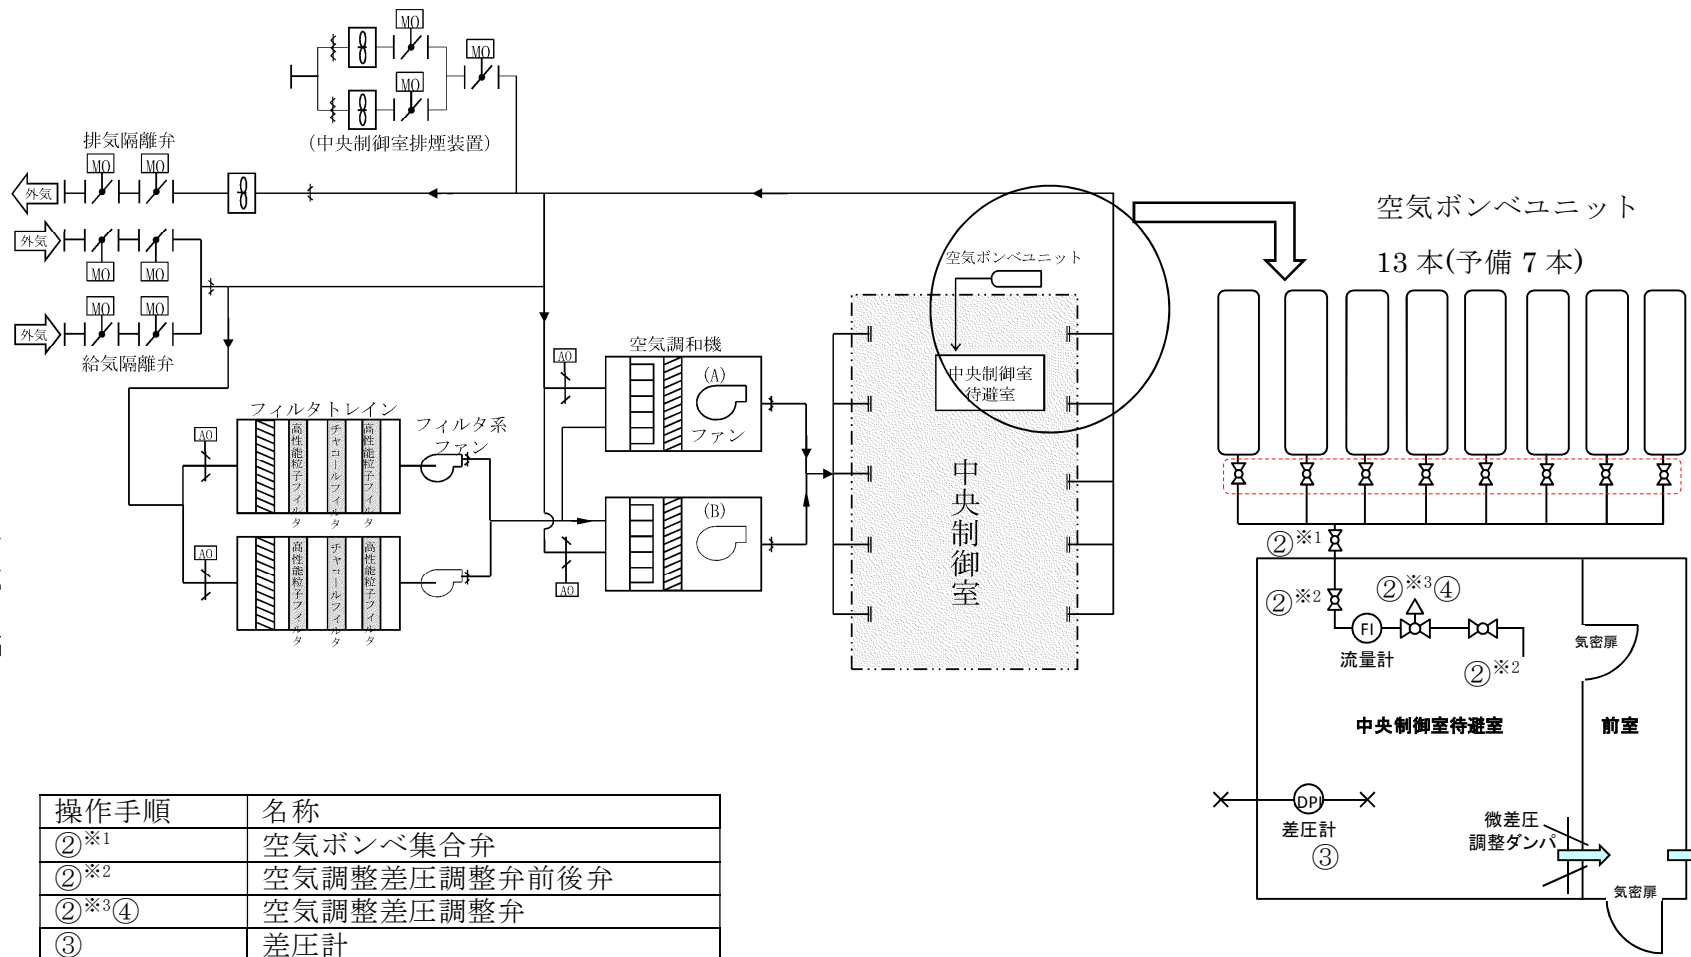 MO
MO
MO
(中央制御室排煙装置)
排気隔離弁
MO
MO
外気
外気
MO
MO
MO
MO
外気
給気隔離弁
空気ボンベユニット
13 本(予備 7 本)
空気ボンベユニット
中央制御室
待避室
中央制御室
空気調和機
AO
(A)
ファン
(B)
AO
フィルタトレイン
フィルタ系
ファン
AO
高性能粒子フィルタ
チャコールフィルタ
高性能粒子フィルタ
AO
高性能粒子フィルタ
チャコールフィルタ
高性能粒子フィルタ
②※1
②※2
②※3④
FI
流量計
②※2
気密扉
中央制御室待避室
前室
DPI
差圧計
③
微差圧
調整ダンパ
気密扉
操作手順 名称
②※1 空気ボンベ集合弁
②※2 空気調整差圧調整弁前後弁
②※3④ 空気調整差圧調整弁
③ 差圧計